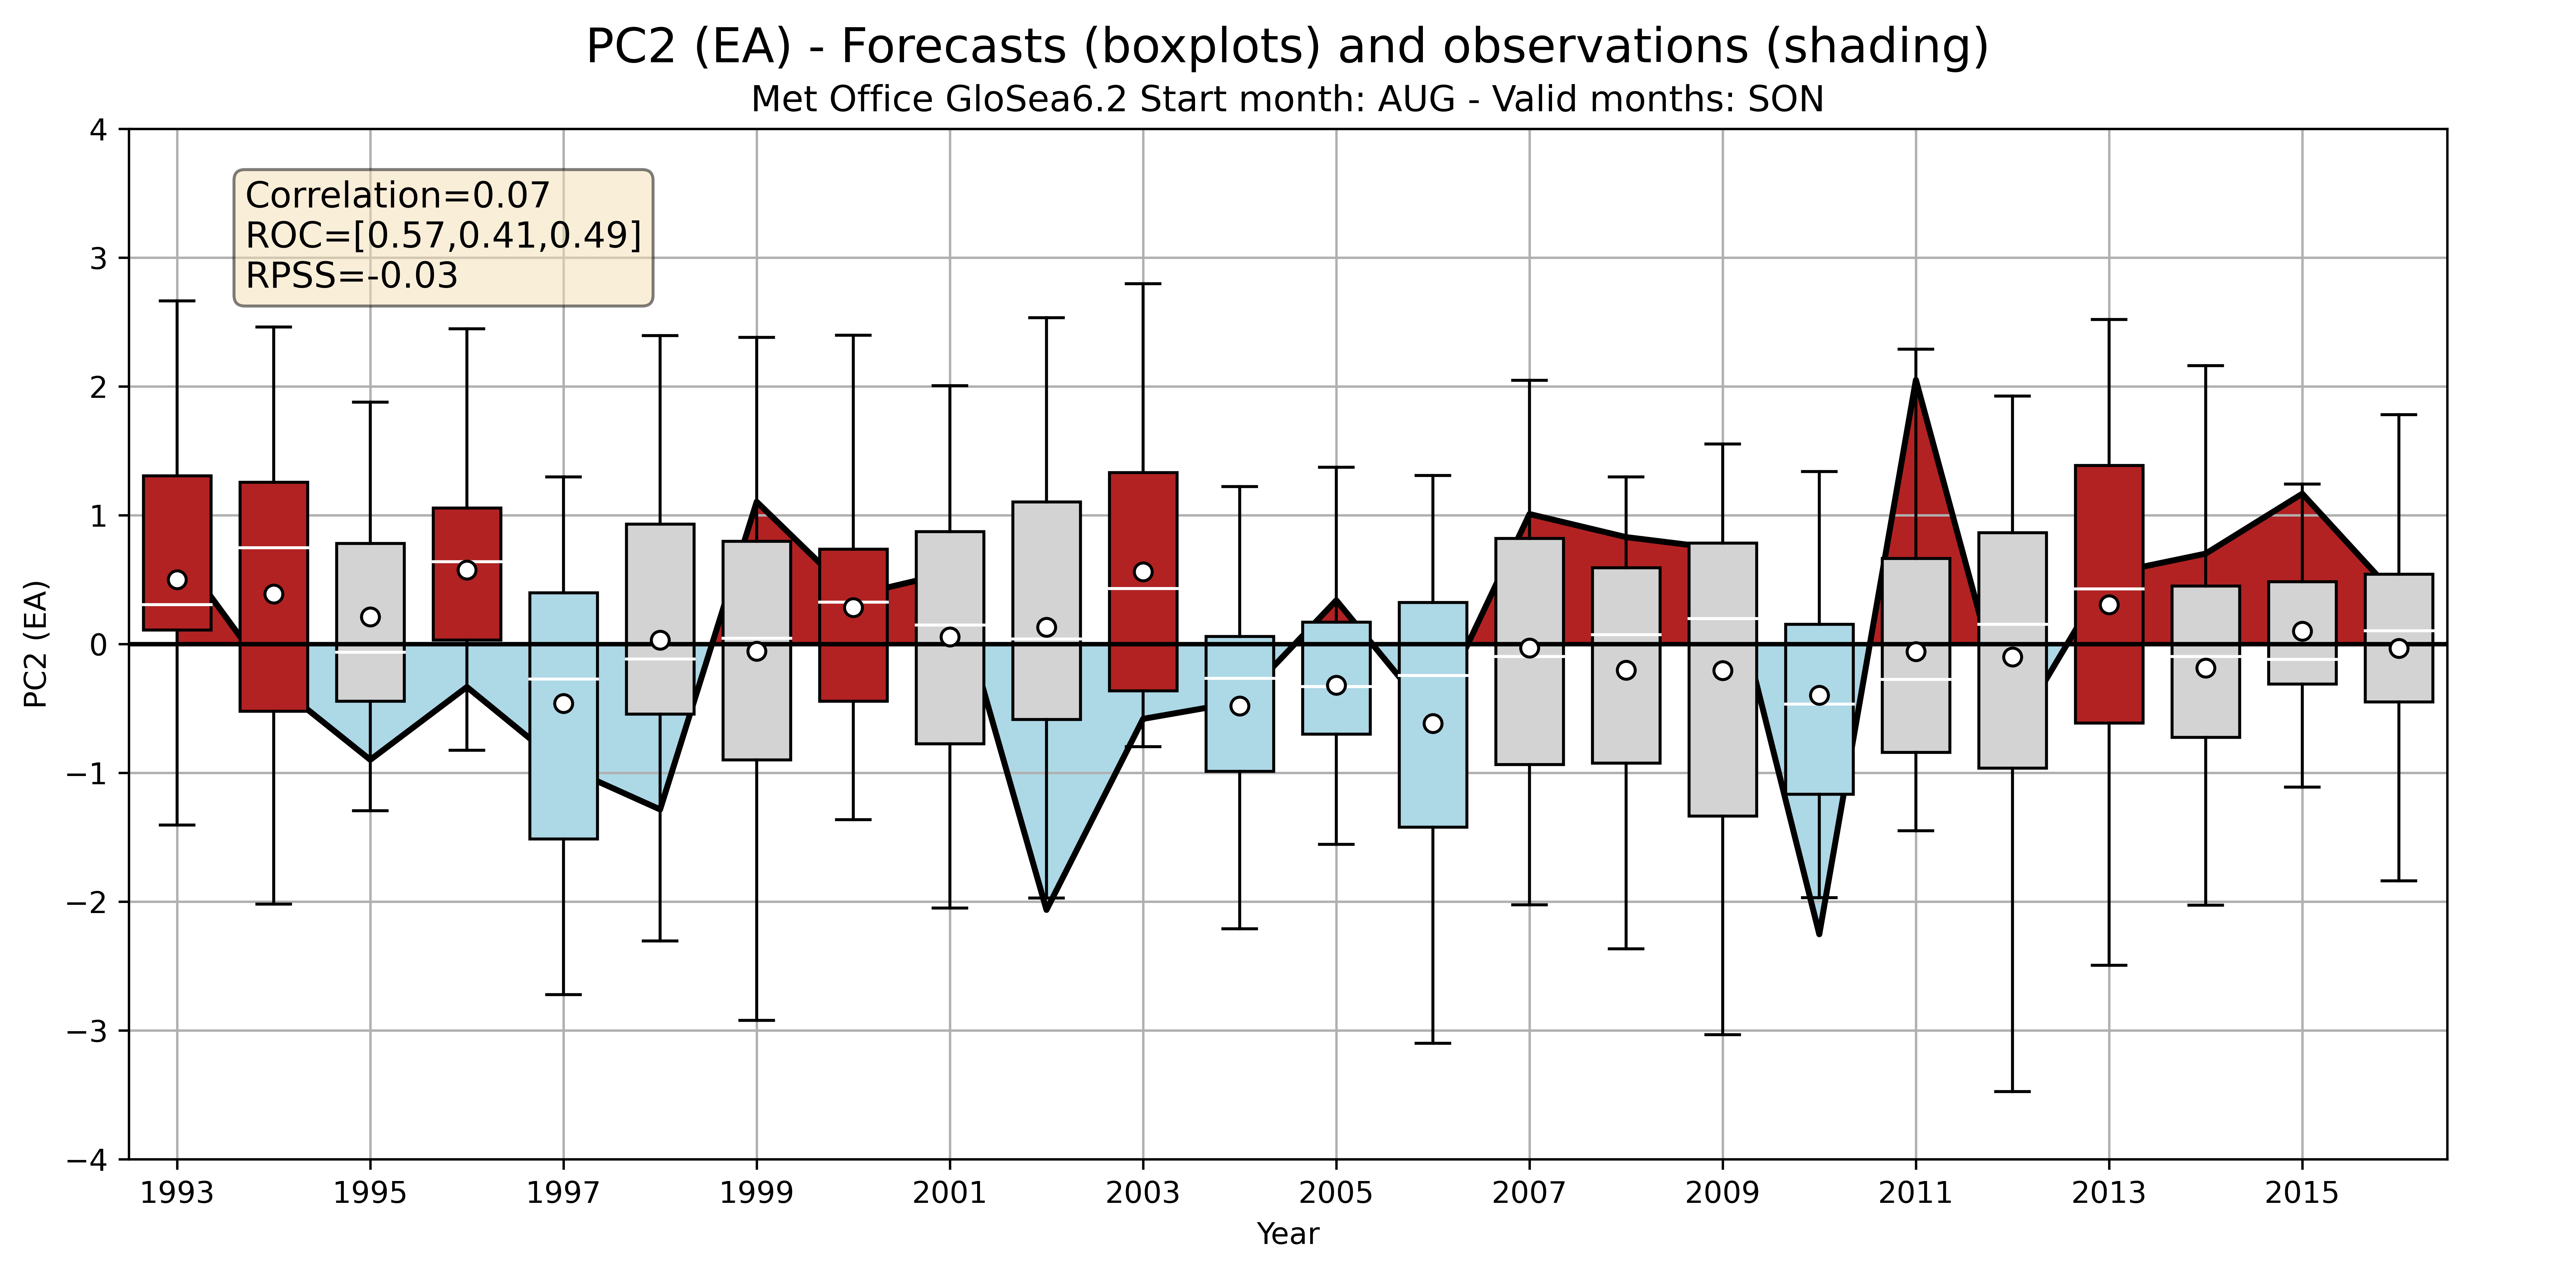 PC2 (EA) - Forecasts (boxplots) and observations (shading)
Met Office GloSea6.2 Start month: AUG - Valid months: SON
4
Correlation=0.07
ROC=[0.57,0.41,0.49]
RPSS=-0.03
3
2
1
0
−1
−2
−3
−4
PC2 (EA)
1993 1995 1997 1999 2001 2003 2005 2007 2009 2011 2013 2015
Year